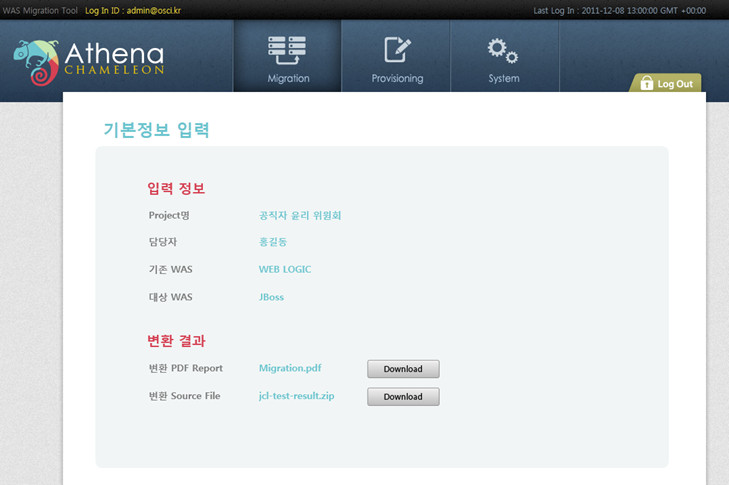 WAS Migration Tool Log In ID : admin@osci.kr Last Log In : 2011-12-08 13:00:00 GMT +00:00
Athena
CHAMELEON
Migration Provisioning System
Log Out
기본정보 입력
입력 정보
Project명 공직자 윤리 위원회
담당자 홍길동
기존 WAS WEB LOGIC
대상 WAS JBoss
변환 결과
변환 PDF Report Migration.pdf Download
변환 Source File jcl-test-result.zip Download